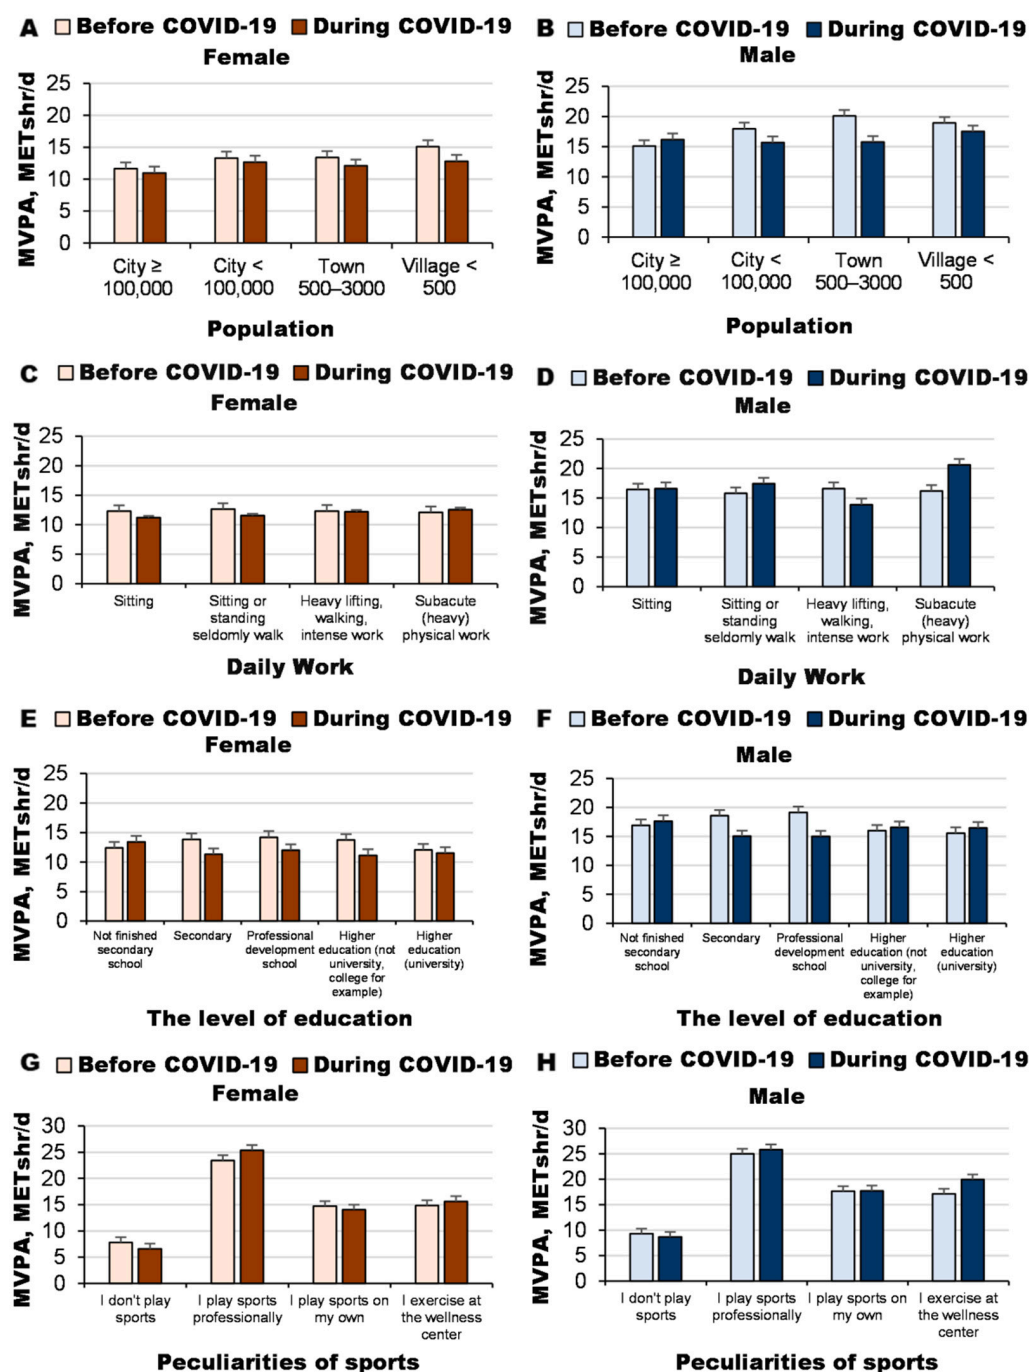 A Before COVID-19 During COVID-19
Female
MVPA, METshr/d
25
20
15
10
5
0
City ≥ 100,000
City < 100,000
Town 500–3000
Village < 500
Population
B Before COVID-19 During COVID-19
Male
MVPA, METshr/d
25
20
15
10
5
0
City ≥ 100,000
City < 100,000
Town 500–3000
Village < 500
Population
C Before COVID-19 During COVID-19
Female
MVPA, METshr/d
25
20
15
10
5
0
Sitting
Sitting or standing seldomly walk
Heavy lifting, walking, intense work
Subacute (heavy) physical work
Daily Work
D Before COVID-19 During COVID-19
Male
MVPA, METshr/d
25
20
15
10
5
0
Sitting
Sitting or standing seldomly walk
Heavy lifting, walking, intense work
Subacute (heavy) physical work
Daily Work
E Before COVID-19 During COVID-19
Female
MVPA, METshr/d
25
20
15
10
5
0
Not finished secondary school
Secondary
Professional development school
Higher education (not university, college for example)
Higher education (university)
The level of education
F Before COVID-19 During COVID-19
Male
MVPA, METshr/d
25
20
15
10
5
0
Not finished secondary school
Secondary
Professional development school
Higher education (not university, college for example)
Higher education (university)
The level of education
G Before COVID-19 During COVID-19
Female
MVPA, METshr/d
30
25
20
15
10
5
0
I don't play sports
I play sports professionally
I play sports on my own
I exercise at the wellness center
Peculiarities of sports
H Before COVID-19 During COVID-19
Male
MVPA, METshr/d
30
25
20
15
10
5
0
I don't play sports
I play sports professionally
I play sports on my own
I exercise at the wellness center
Peculiarities of sports